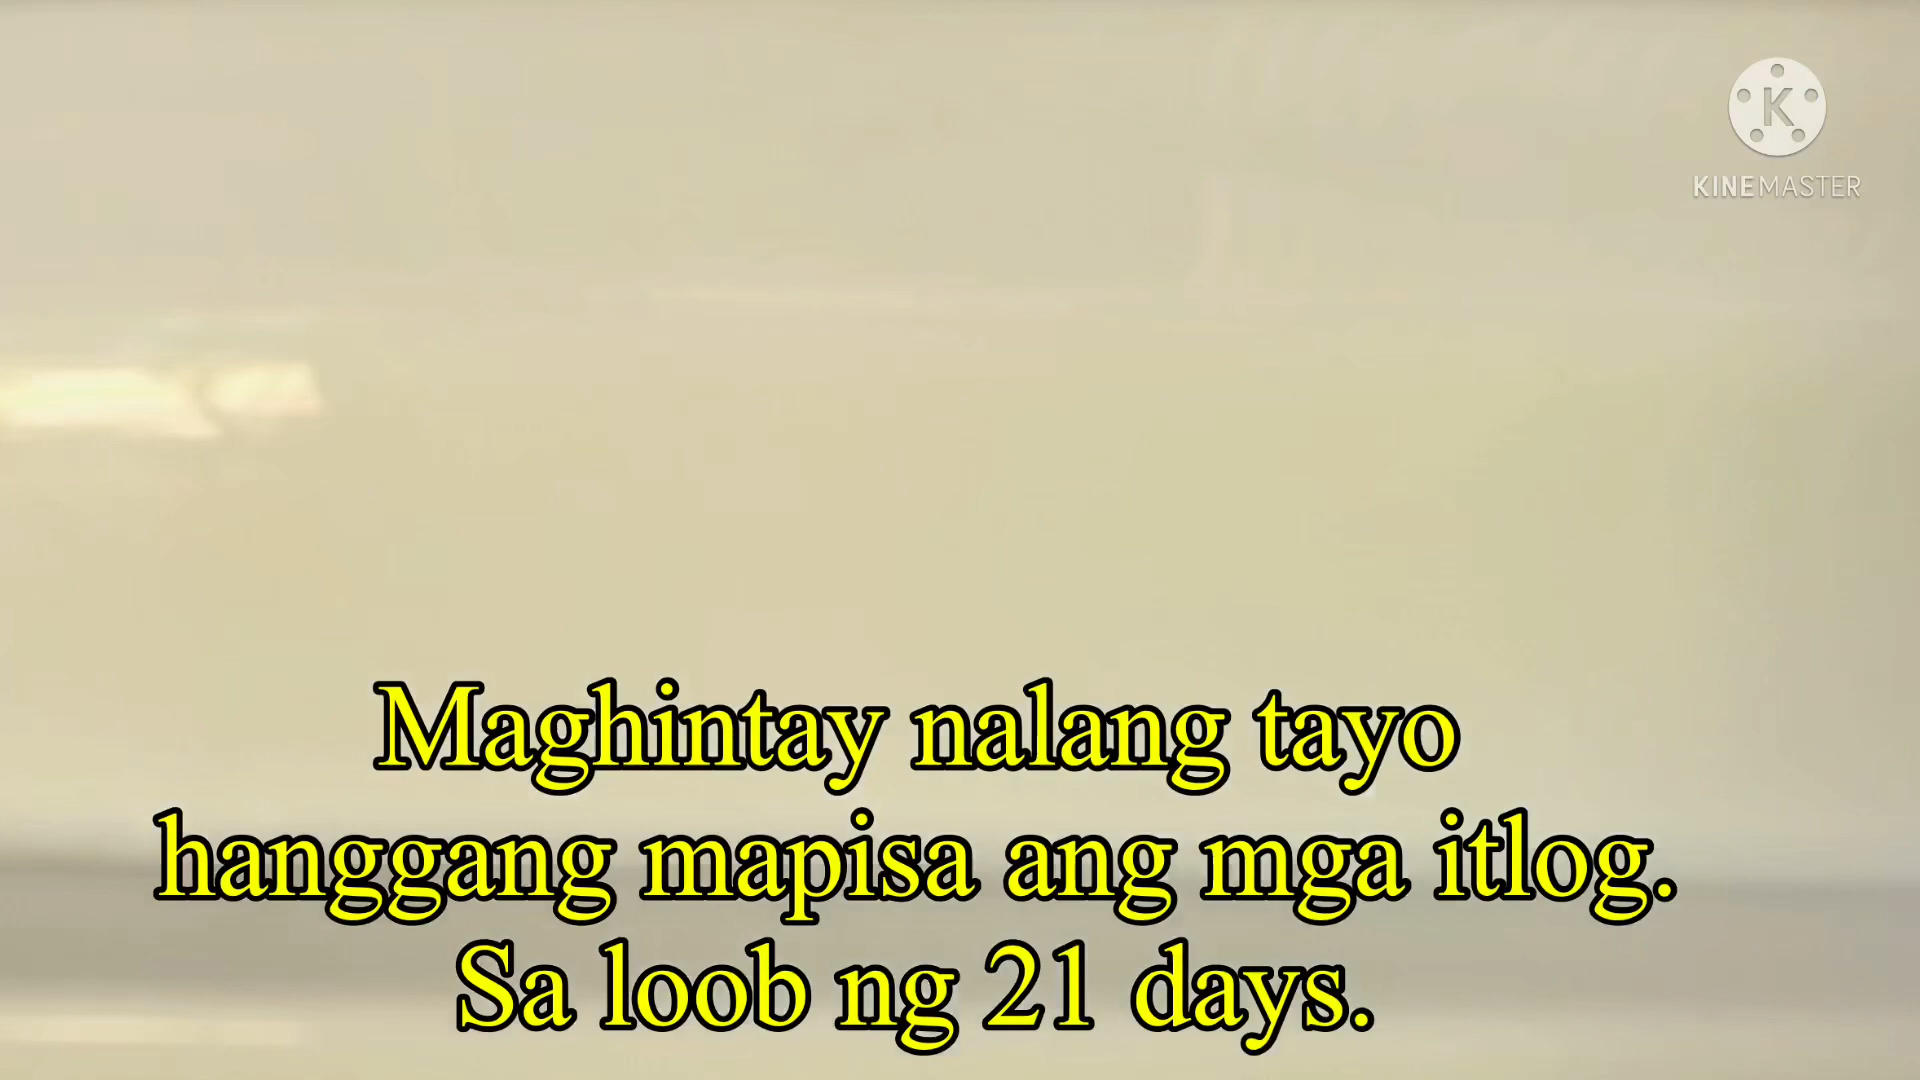 KINEMASTER
Maghintay nalang tayo
hanggang mapisa ang mga itlog.
Sa loob ng 21 days.